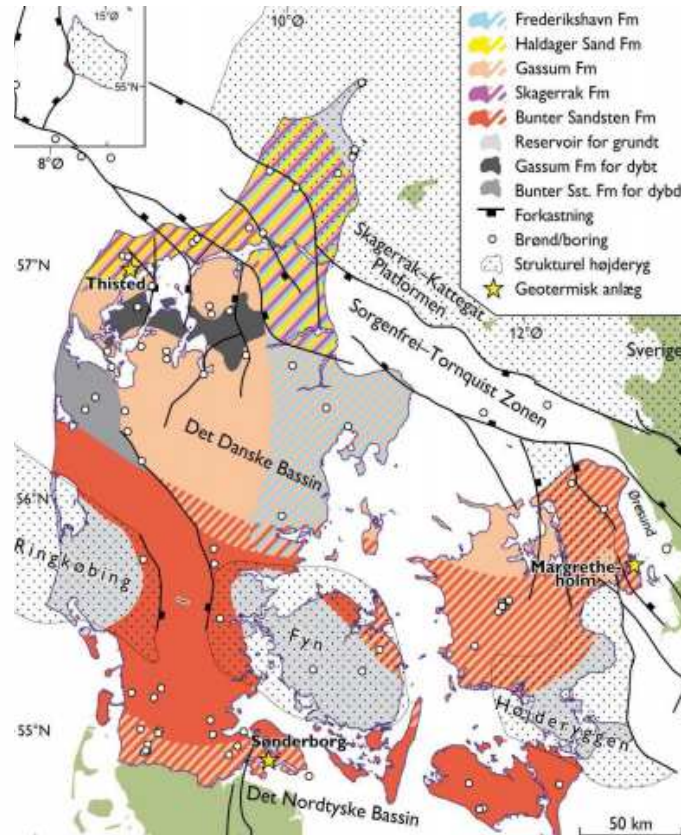 15°Ø
55°N
8°Ø
10°Ø
Frederikshavn Fm
Haldager Sand Fm
Gassum Fm
Skagerrak Fm
Bunter Sandsten Fm
Reservoir for grundt
Gassum Fm for dybt
Bunter Sst. Fm for dybd
Forkastning
Brønd/boring
Strukturel højderyg
Geotermisk anlæg
57°N
Thisted
Skagerrak–Kattegat
Platformen
12°Ø
Sverige
Sorgenfrei–Tornquist Zonen
Det Danske Bassin
56°N
Øresund
Ringkøbing
Margrethe-
holm
Fyn
55°N
Højderyggen
Sønderborg
Det Nordtyske Bassin
50 km